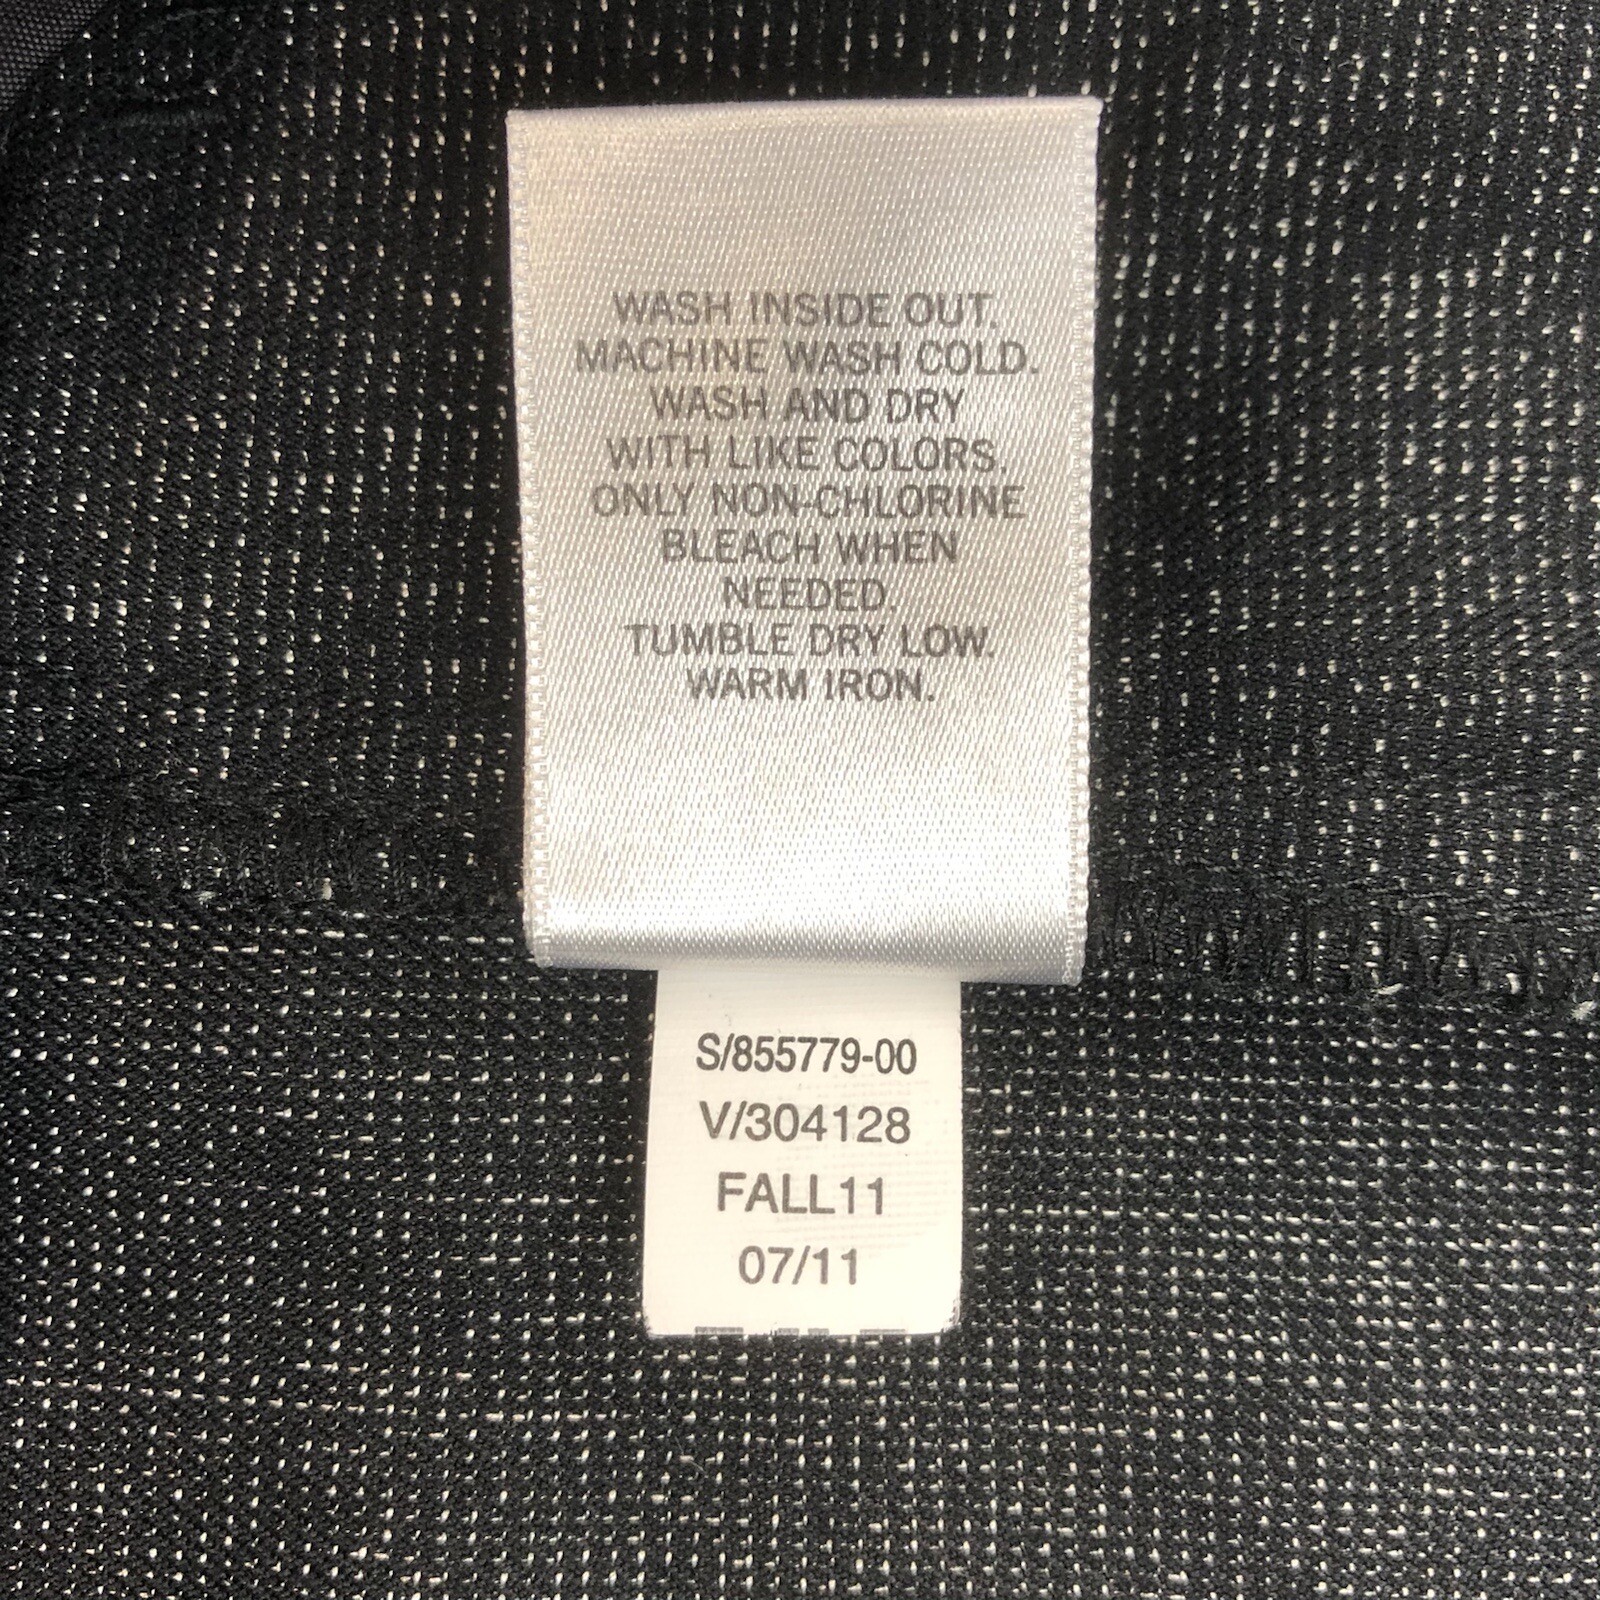 WASH INSIDE OUT.
MACHINE WASH COLD.
WASH AND DRY
WITH LIKE COLORS.
ONLY NON-CHLORINE
BLEACH WHEN
NEEDED.
TUMBLE DRY LOW.
WARM IRON.
S/855779-00
V/304128
FALL11
07/11